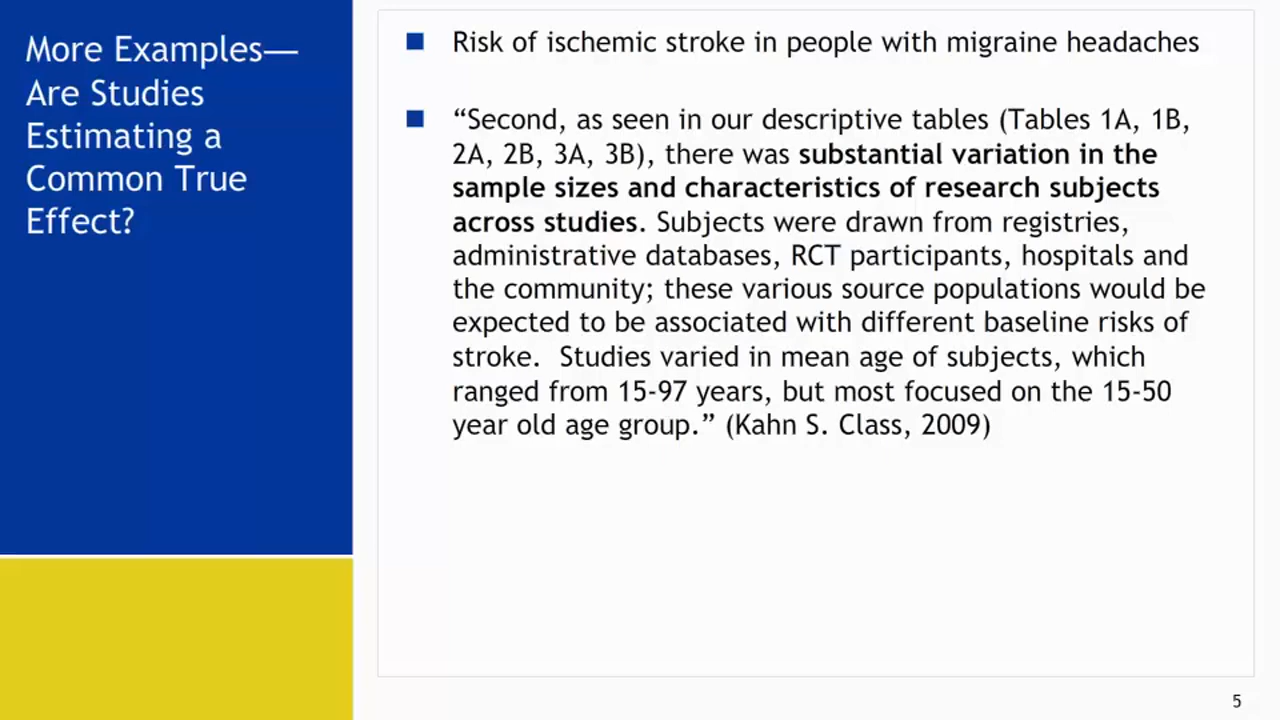 More Examples—
Are Studies
Estimating a
Common True
Effect?
Risk of ischemic stroke in people with migraine headaches
“Second, as seen in our descriptive tables (Tables 1A, 1B,
2A, 2B, 3A, 3B), there was substantial variation in the
sample sizes and characteristics of research subjects
across studies. Subjects were drawn from registries,
administrative databases, RCT participants, hospitals and
the community; these various source populations would be
expected to be associated with different baseline risks of
stroke.  Studies varied in mean age of subjects, which
ranged from 15-97 years, but most focused on the 15-50
year old age group.” (Kahn S. Class, 2009)
5